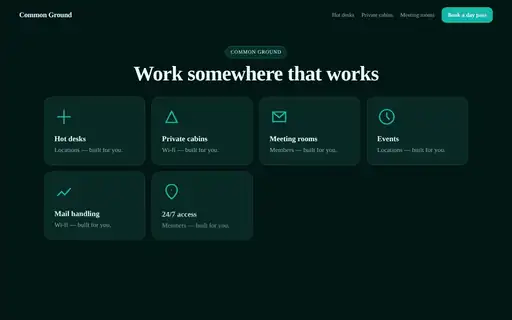 Common Ground
Hot desks
Private cabins
Meeting rooms
Book a day pass
COMMON GROUND
Work somewhere that works
Hot desks
Locations — built for you.
Private cabins
Wi-fi — built for you.
Meeting rooms
Members — built for you.
Events
Locations — built for you.
Mail handling
Wi-fi — built for you.
24/7 access
Members — built for you.